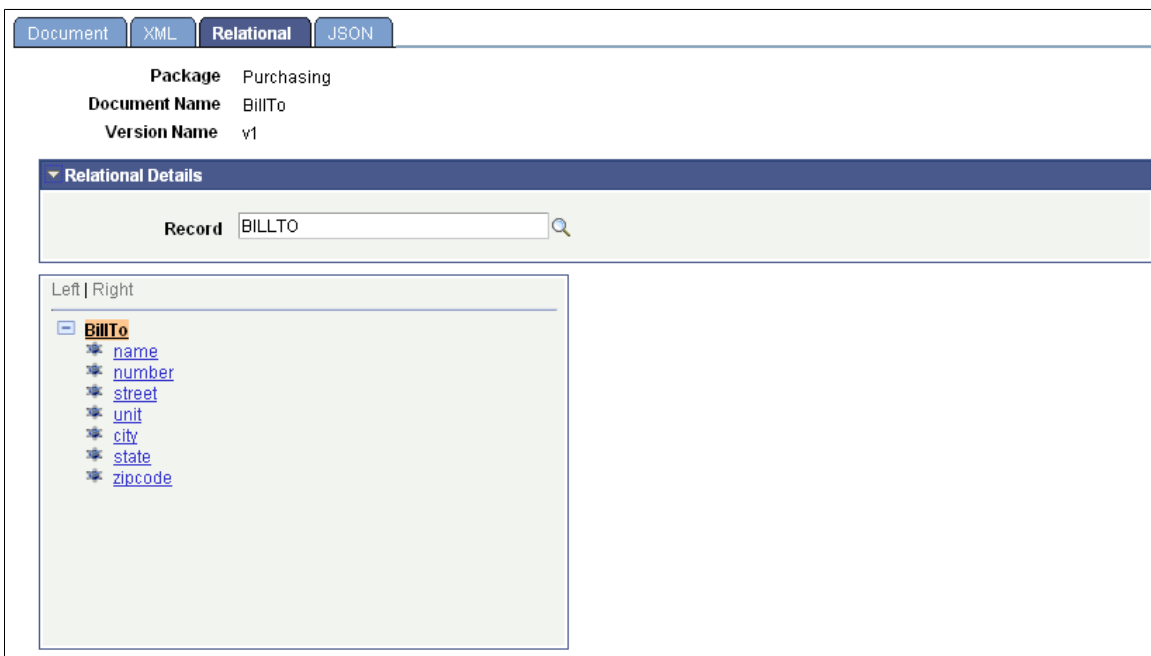 Document XML Relational JSON
Package Purchasing
Document Name BillTo
Version Name v1
Relational Details
Record BILLTO
Left | Right
BillTo
name
number
street
unit
city
state
zipcode